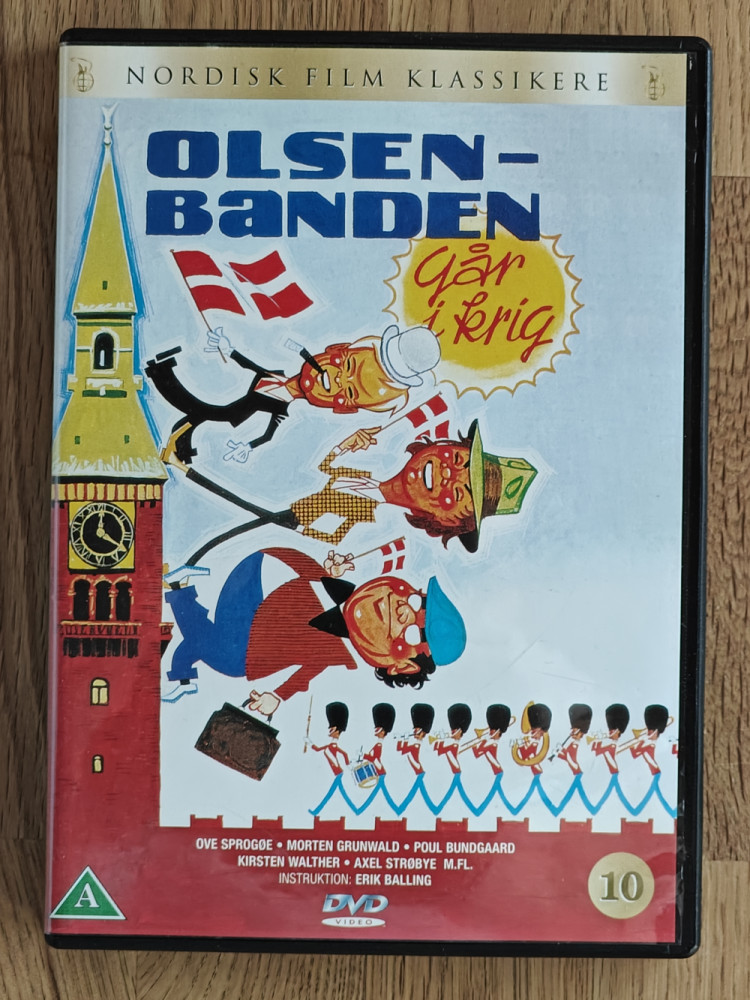 NORDISK FILM KLASSIKERE
OLSEN-
BaNDEN
går
i krig
OVE SPROGØE • MORTEN GRUNWALD • POUL BUNDGAARD
KIRSTEN WALTHER • AXEL STRØBYE M.FL.
INSTRUKTION: ERIK BALLING
A
DVD
VIDEO
10